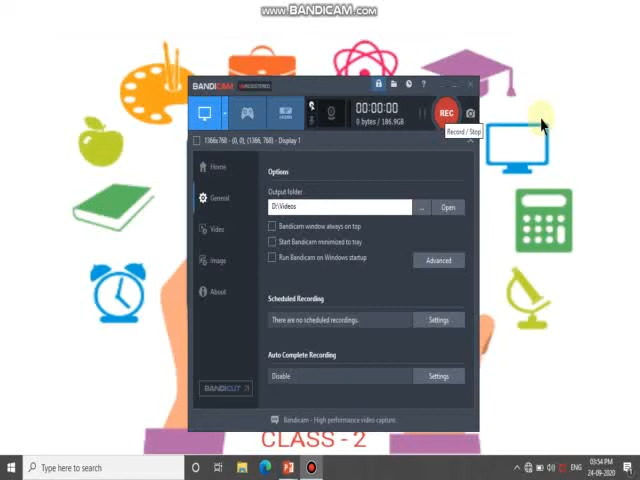 www.BANDICAM.com
BANDICAM UNREGISTERED
?
00:00:00
0 bytes / 186.9GB
REC
Record / Stop
1366x768 - (0, 0), (1366, 768) - Display 1
Home
General
Video
Image
About
Options
Output folder
D:\Videos
...
Open
Bandicam window always on top
Start Bandicam minimized to tray
Run Bandicam on Windows startup
Advanced
Scheduled Recording
There are no scheduled recordings.
Settings
Auto Complete Recording
Disable
Settings
BANDICUT
Bandicam - High performance video capture.
CLASS - 2
Type here to search
ENG
03:54 PM
24-09-2020